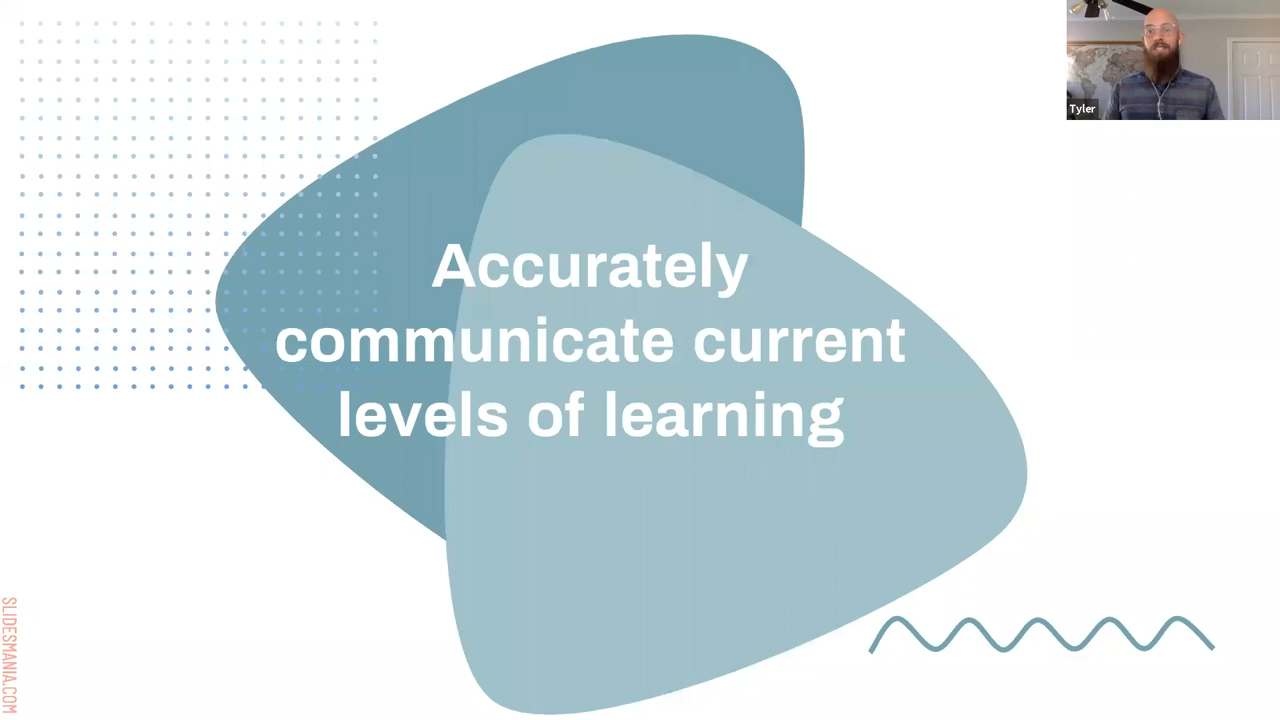 Tyler
Accurately
communicate current
levels of learning
SLIDESMANIA.COM